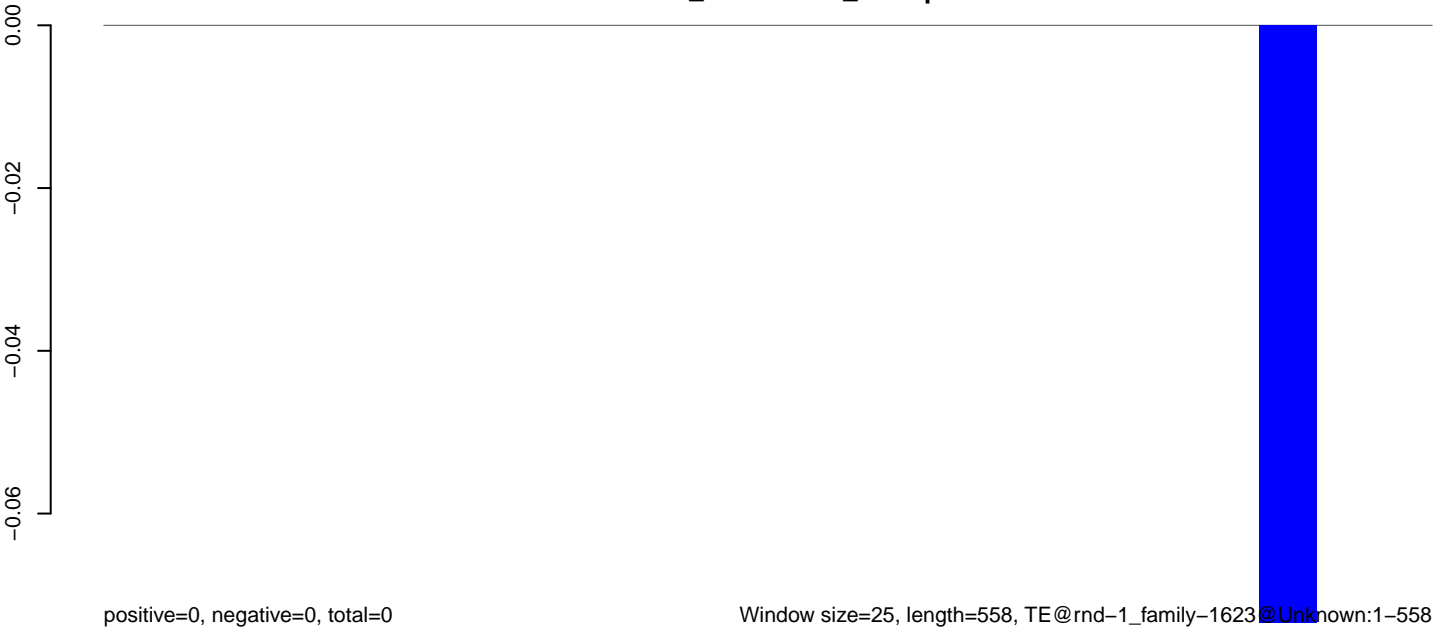 0.00
−0.02
−0.04
−0.06
positive=0, negative=0, total=0
Window size=25, length=558, TE@rnd−1_family−1623@Unknown:1−558